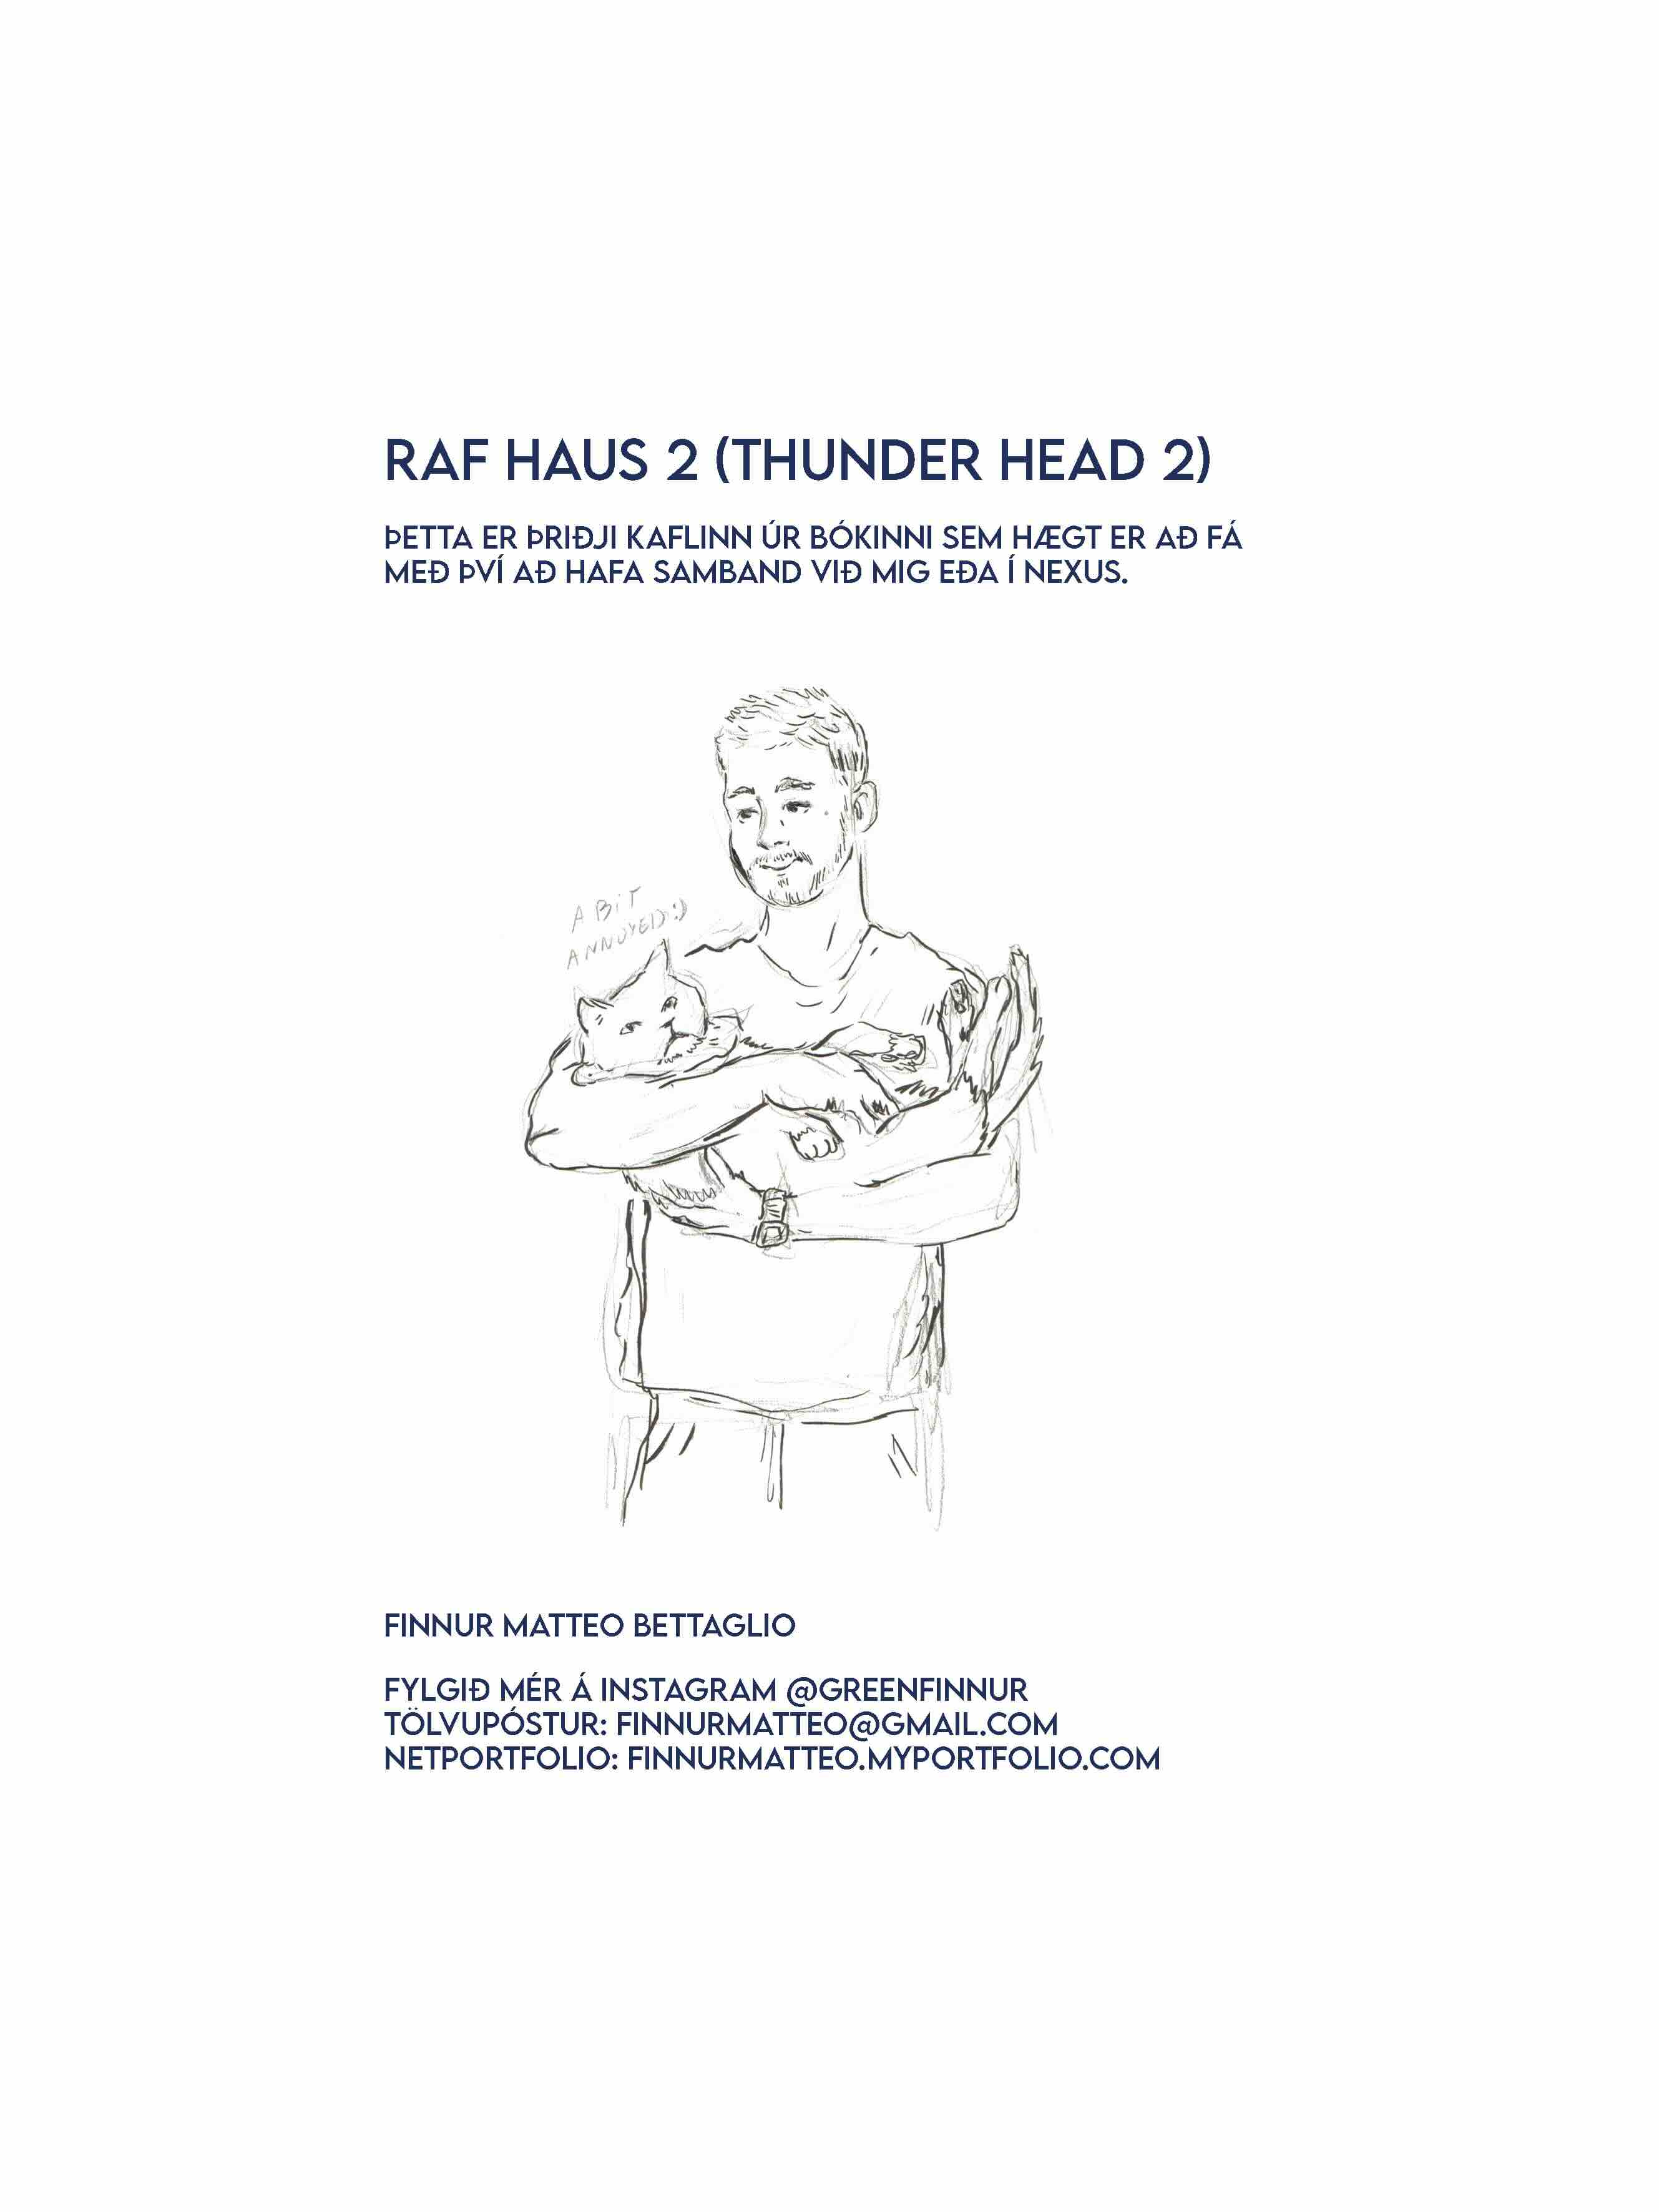 RAF HAUS 2 (THUNDER HEAD 2)
ÞETTA ER ÞRIÐJI KAFLINN ÚR BÓKINNI SEM HÆGT ER AÐ FÁ
MEÐ ÞVÍ AÐ HAFA SAMBAND VIÐ MIG EÐA Í NEXUS.
A BiT
ANNOYED :)
FINNUR MATTEO BETTAGLIO
FYLGIÐ MÉR Á INSTAGRAM @GREENFINNUR
TÖLVUPÓSTUR: FINNURMATTEO@GMAIL.COM
NETPORTFOLIO: FINNURMATTEO.MYPORTFOLIO.COM